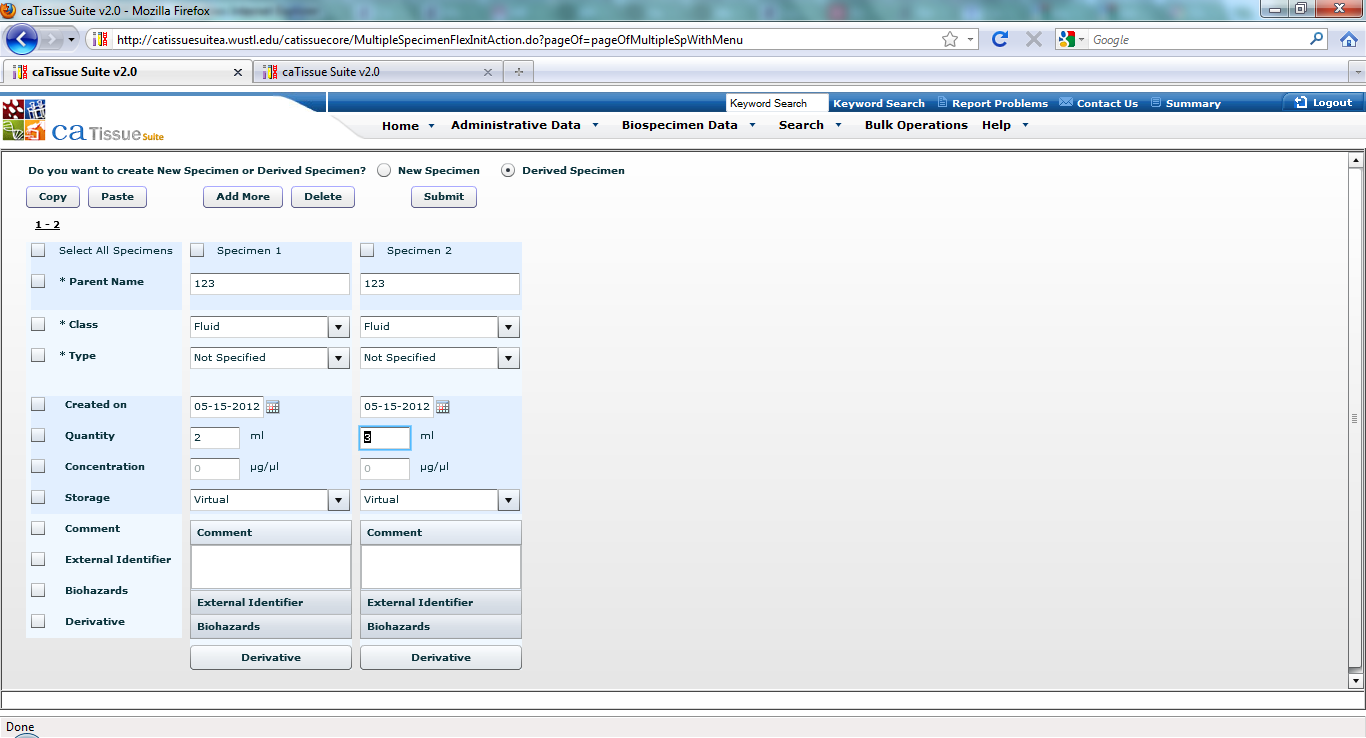 caTissue Suite v2.0 - Mozilla Firefox
http://catissuesuitea.wustl.edu/catissuecore/MultipleSpecimenFlexInitAction.do?pageOf=pageOfMultipleSpWithMenu
Google
caTissue Suite v2.0
caTissue Suite v2.0
Keyword Search Keyword Search Report Problems Contact Us Summary Logout
ca Tissue Suite
Home Administrative Data Biospecimen Data Search Bulk Operations Help
Do you want to create New Specimen or Derived Specimen? New Specimen Derived Specimen
Copy Paste Add More Delete Submit
1 - 2
Select All Specimens Specimen 1 Specimen 2
* Parent Name 123 123
* Class Fluid Fluid
* Type Not Specified Not Specified
Created on 05-15-2012 05-15-2012
Quantity 2 ml 3 ml
Concentration 0 µg/µl 0 µg/µl
Storage Virtual Virtual
Comment Comment Comment
External Identifier
Biohazards External Identifier External Identifier
Derivative Biohazards Biohazards
Derivative Derivative
Done